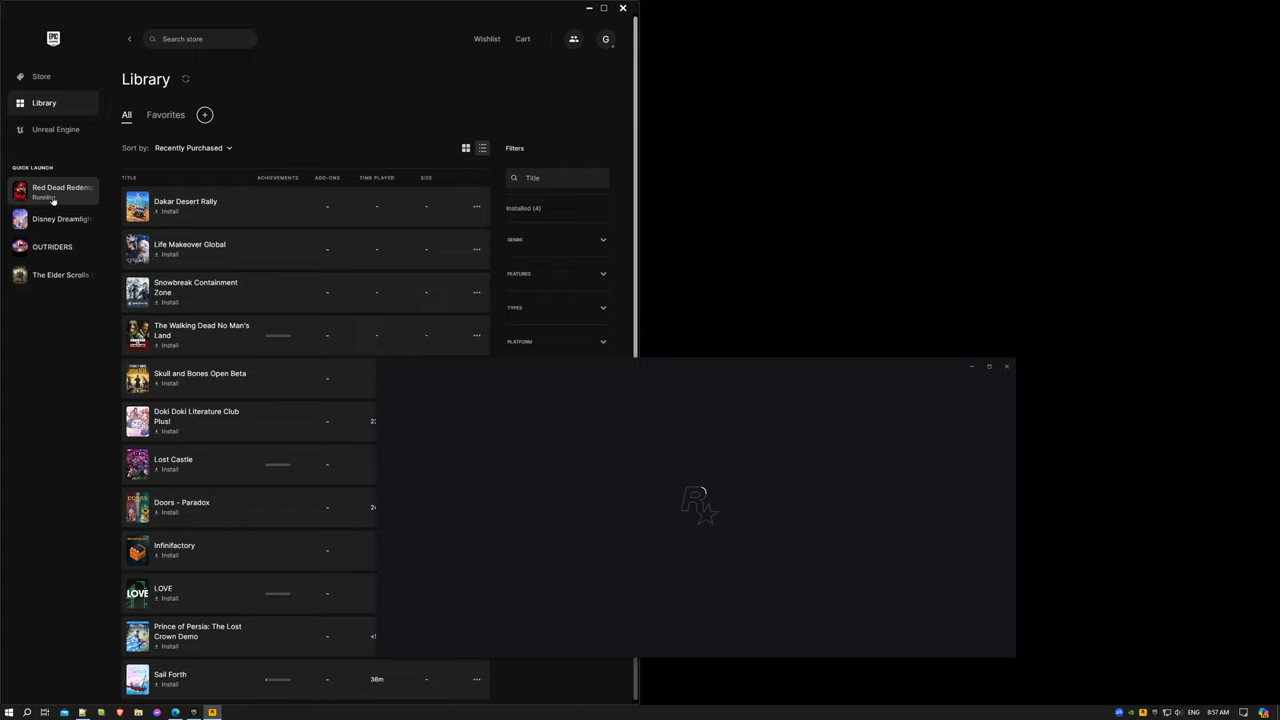 EPIC GAMES
Search store
Wishlist
Cart
G
Store
Library
Unreal Engine
QUICK LAUNCH
Red Dead Redemp
Running
Disney Dreamligh
OUTRIDERS
The Elder Scrolls
Library
All
Favorites
Sort by: Recently Purchased
Filters
TITLE ACHIEVEMENTS ADD-ONS TIME PLAYED SIZE
Title
Installed (4)
GENRE
FEATURES
TYPES
PLATFORM
Dakar Desert Rally
Install
- - -
Life Makeover Global
Install
- - -
Snowbreak Containment
Zone
Install
- - -
The Walking Dead No Man's
Land
Install
- - -
Skull and Bones Open Beta
Install
-
Doki Doki Literature Club
Plus!
Install
- 23
Lost Castle
Install
-
Doors - Paradox
Install
- 24
Infinifactory
Install
-
LOVE
LOVE
Install
-
Prince of Persia: The Lost
Crown Demo
Install
- <1
Sail Forth
Install
- 36m -
R
ENG
8:57 AM